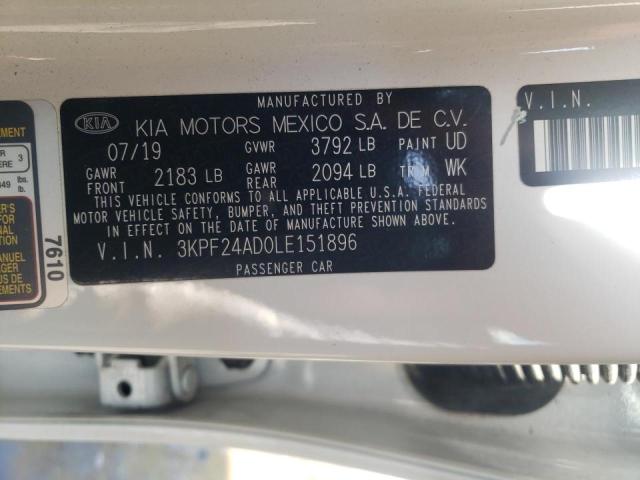 MANUFACTURED BY
KIA KIA MOTORS MEXICO S.A. DE C.V.
07/19 GVWR 3792 LB PAINT UD
GAWR FRONT 2183 LB GAWR REAR 2094 LB TRIM WK
THIS VEHICLE CONFORMS TO ALL APPLICABLE U.S.A. FEDERAL
MOTOR VEHICLE SAFETY, BUMPER, AND THEFT PREVENTION STANDARDS
IN EFFECT ON THE DATE OF MANUFACTURE SHOWN ABOVE.
V.I.N. 3KPF24AD0LE151896
PASSENGER CAR
V.I.N.
7610
3
lbs.